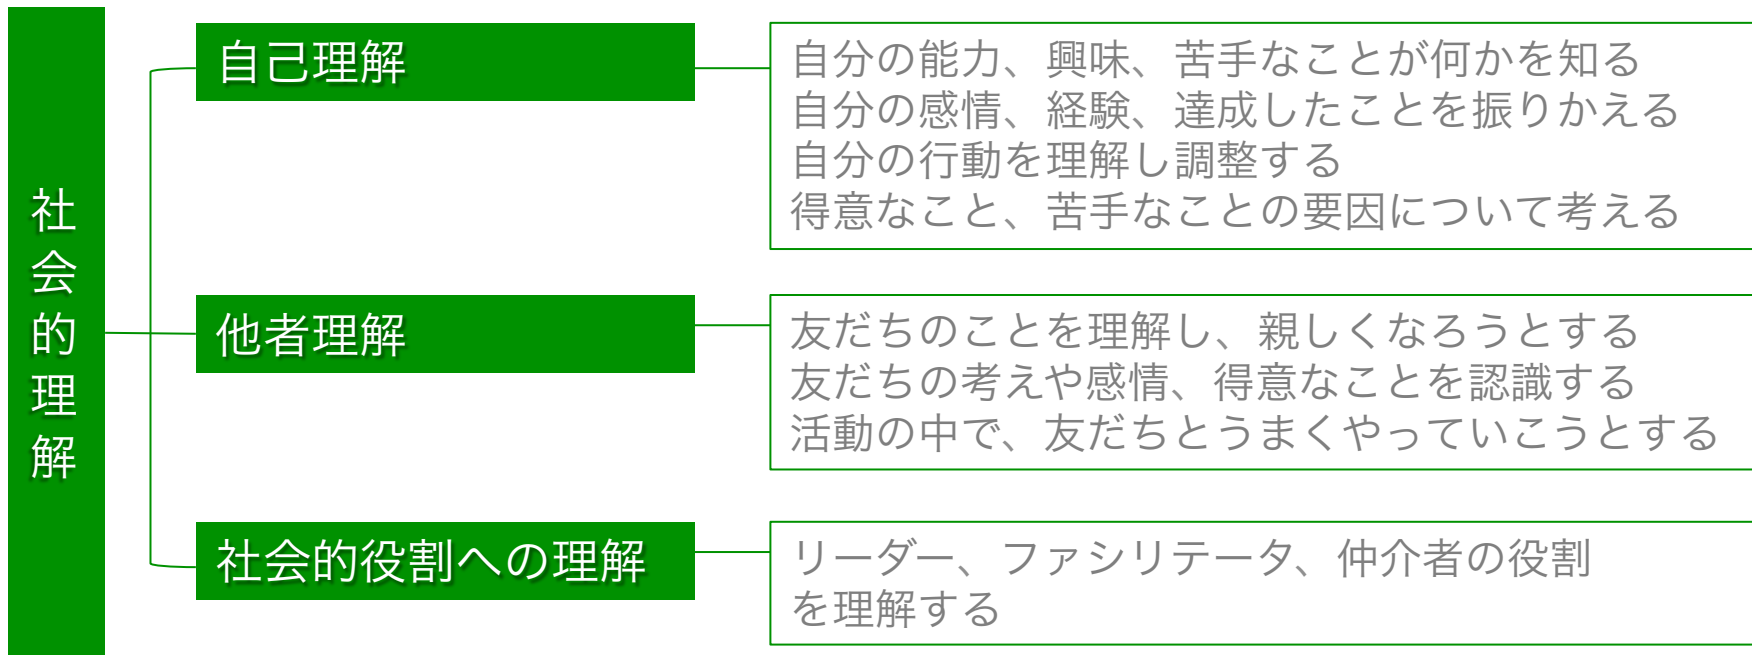 社会的理解
自己理解
自分の能力、興味、苦手なことが何かを知る
自分の感情、経験、達成したことを振りかえる
自分の行動を理解し調整する
得意なこと、苦手なことの要因について考える
他者理解
友だちのことを理解し、親しくなろうとする
友だちの考えや感情、得意なことを認識する
活動の中で、友だちとうまくやっていこうとする
社会的役割への理解
リーダー、ファシリテータ、仲介者の役割
を理解する